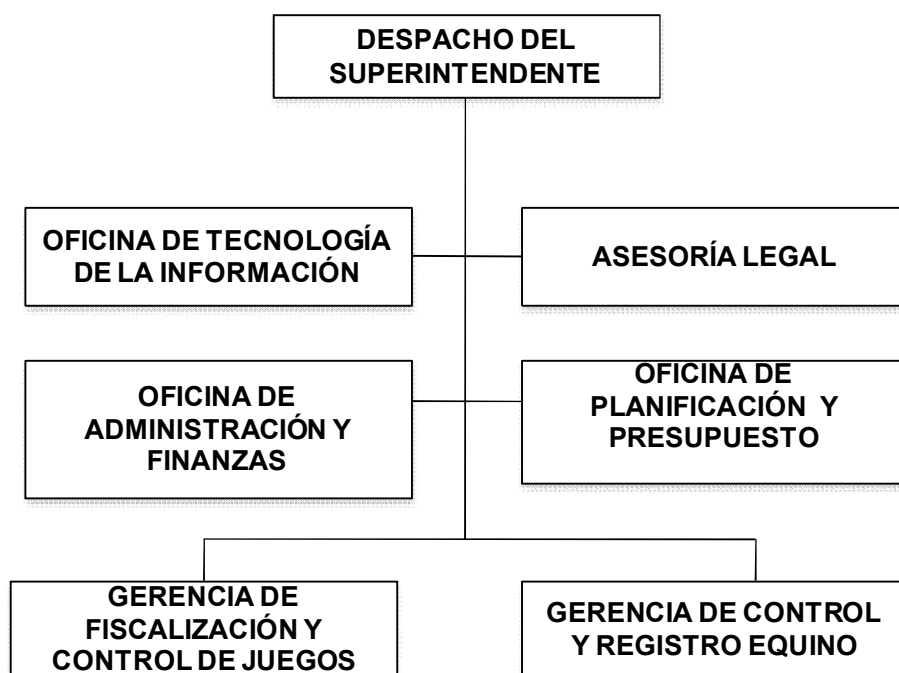 DESPACHO DEL
SUPERINTENDENTE
OFICINA DE TECNOLOGÍA
DE LA INFORMACIÓN
ASESORÍA LEGAL
OFICINA DE
ADMINISTRACIÓN Y
FINANZAS
OFICINA DE
PLANIFICACIÓN Y
PRESUPUESTO
GERENCIA DE
FISCALIZACIÓN Y
CONTROL DE JUEGOS
GERENCIA DE CONTROL
Y REGISTRO EQUINO